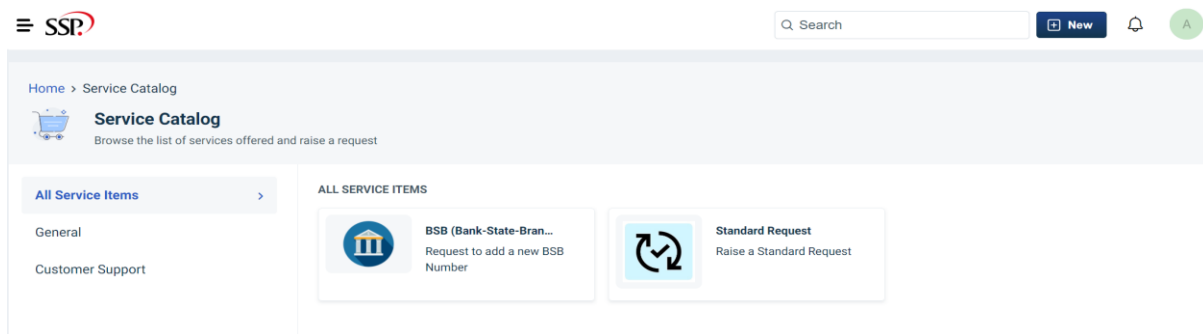 SSP
Search
New
A
Home > Service Catalog
Service Catalog
Browse the list of services offered and raise a request
All Service Items >
General
Customer Support
ALL SERVICE ITEMS
BSB (Bank-State-Bran...
Request to add a new BSB
Number
Standard Request
Raise a Standard Request